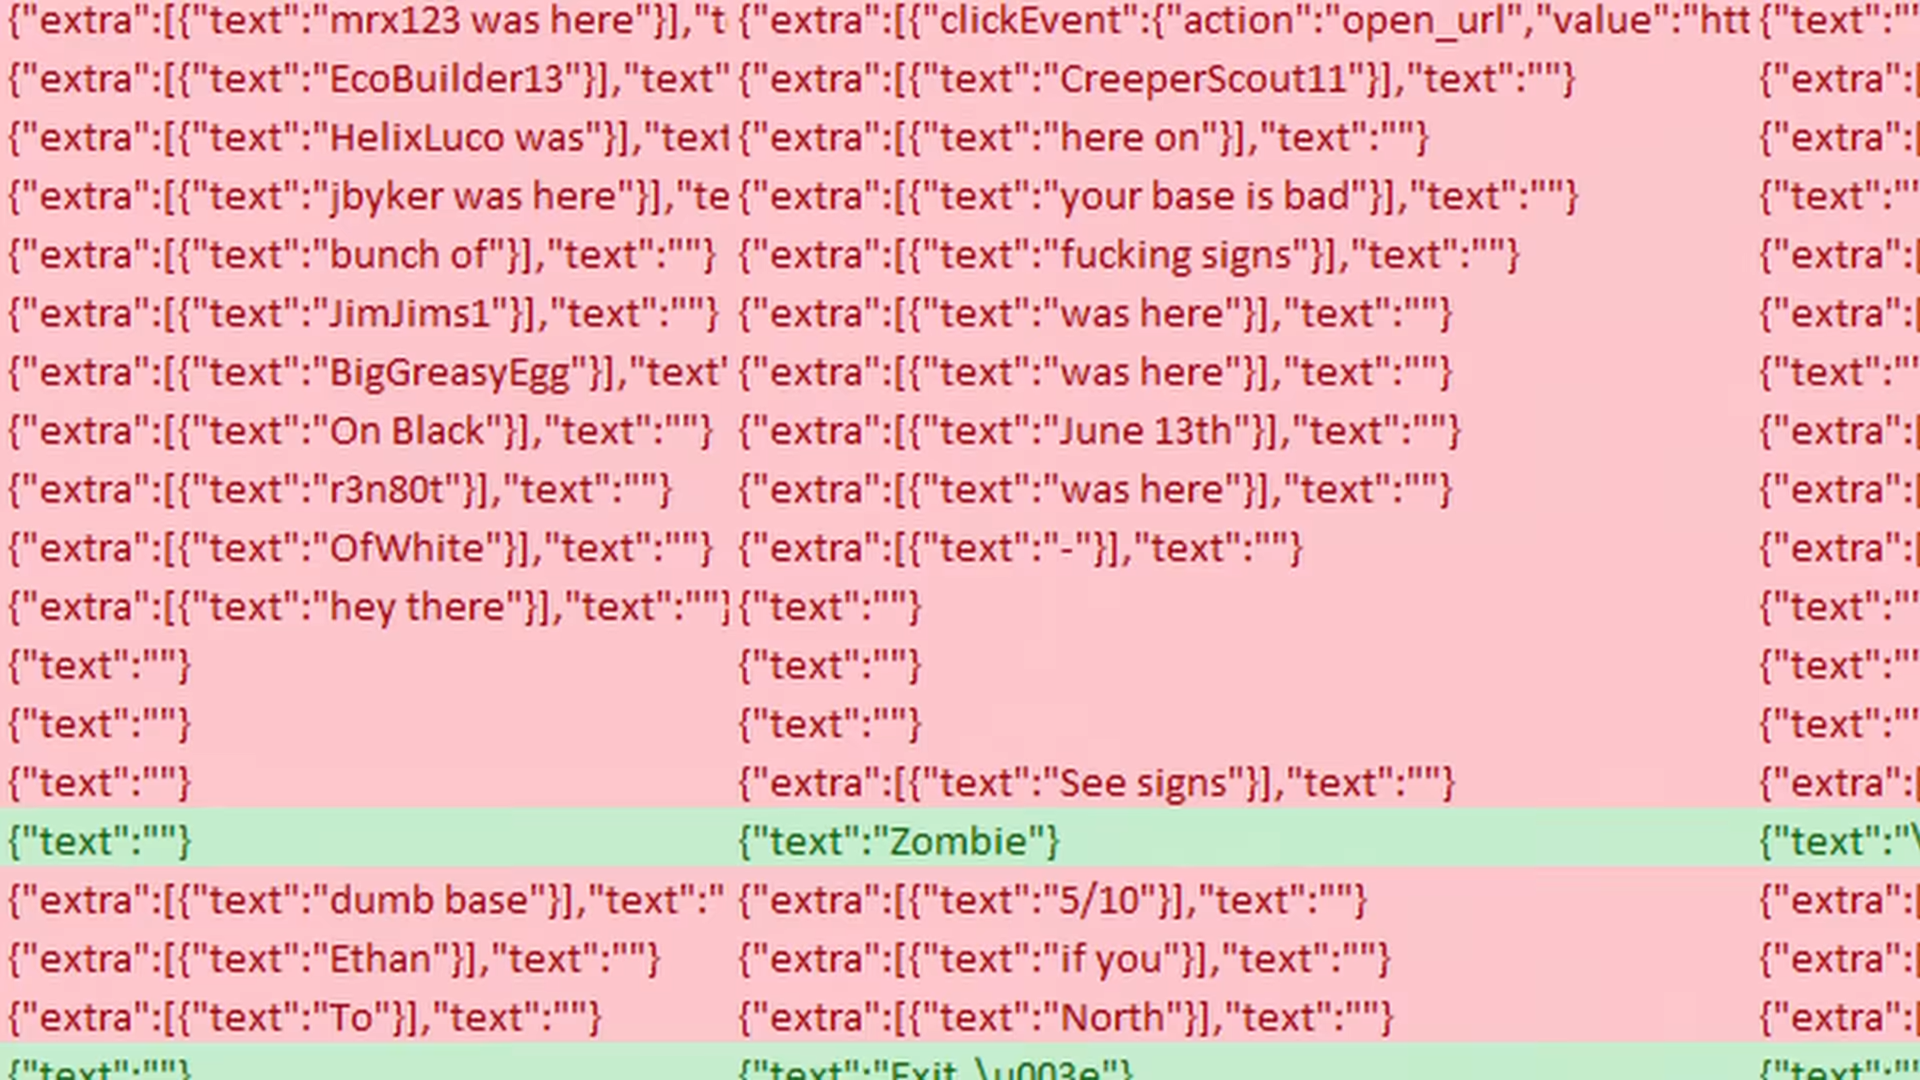 {"extra":[{"text":"mrx123 was here"}],"t {"extra":[{"clickEvent":{"action":"open_url","value":"htt {"text":""
{"extra":[{"text":"EcoBuilder13"}],"text" {"extra":[{"text":"CreeperScout11"}],"text":""} {"extra":[
{"extra":[{"text":"HelixLuco was"}],"text {"extra":[{"text":"here on"}],"text":""} {"extra":[
{"extra":[{"text":"jbyker was here"}],"te {"extra":[{"text":"your base is bad"}],"text":""} {"text":""
{"extra":[{"text":"bunch of"}],"text":""} {"extra":[{"text":"fucking signs"}],"text":""} {"extra":[
{"extra":[{"text":"JimJims1"}],"text":""} {"extra":[{"text":"was here"}],"text":""} {"extra":[
{"extra":[{"text":"BigGreasyEgg"}],"text" {"extra":[{"text":"was here"}],"text":""} {"text":""
{"extra":[{"text":"On Black"}],"text":""} {"extra":[{"text":"June 13th"}],"text":""} {"extra":[
{"extra":[{"text":"r3n80t"}],"text":""} {"extra":[{"text":"was here"}],"text":""} {"extra":[
{"extra":[{"text":"OfWhite"}],"text":""} {"extra":[{"text":"-"}],"text":""} {"extra":[
{"extra":[{"text":"hey there"}],"text":""} {"text":""} {"text":""
{"text":""} {"text":""} {"text":""
{"text":""} {"text":""} {"text":""
{"text":""} {"extra":[{"text":"See signs"}],"text":""} {"extra":[
{"text":""} {"text":"Zombie"} {"text":"\
{"extra":[{"text":"dumb base"}],"text":" {"extra":[{"text":"5/10"}],"text":""} {"extra":[
{"extra":[{"text":"Ethan"}],"text":""} {"extra":[{"text":"if you"}],"text":""} {"extra":[
{"extra":[{"text":"To"}],"text":""} {"extra":[{"text":"North"}],"text":""} {"extra":[
{"text":""} {"text":"Exit \u003e"} {"text":""